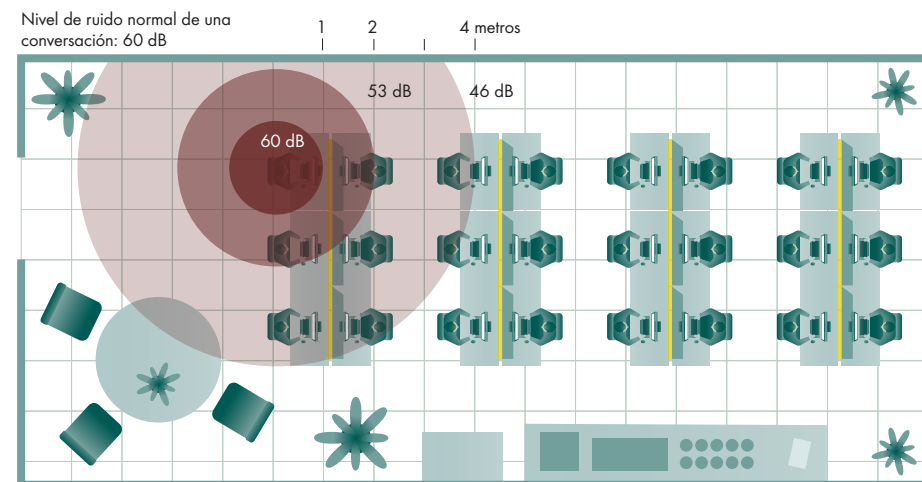 Nivel de ruido normal de una
conversación: 60 dB
1 2 4 metros
53 dB 46 dB
60 dB